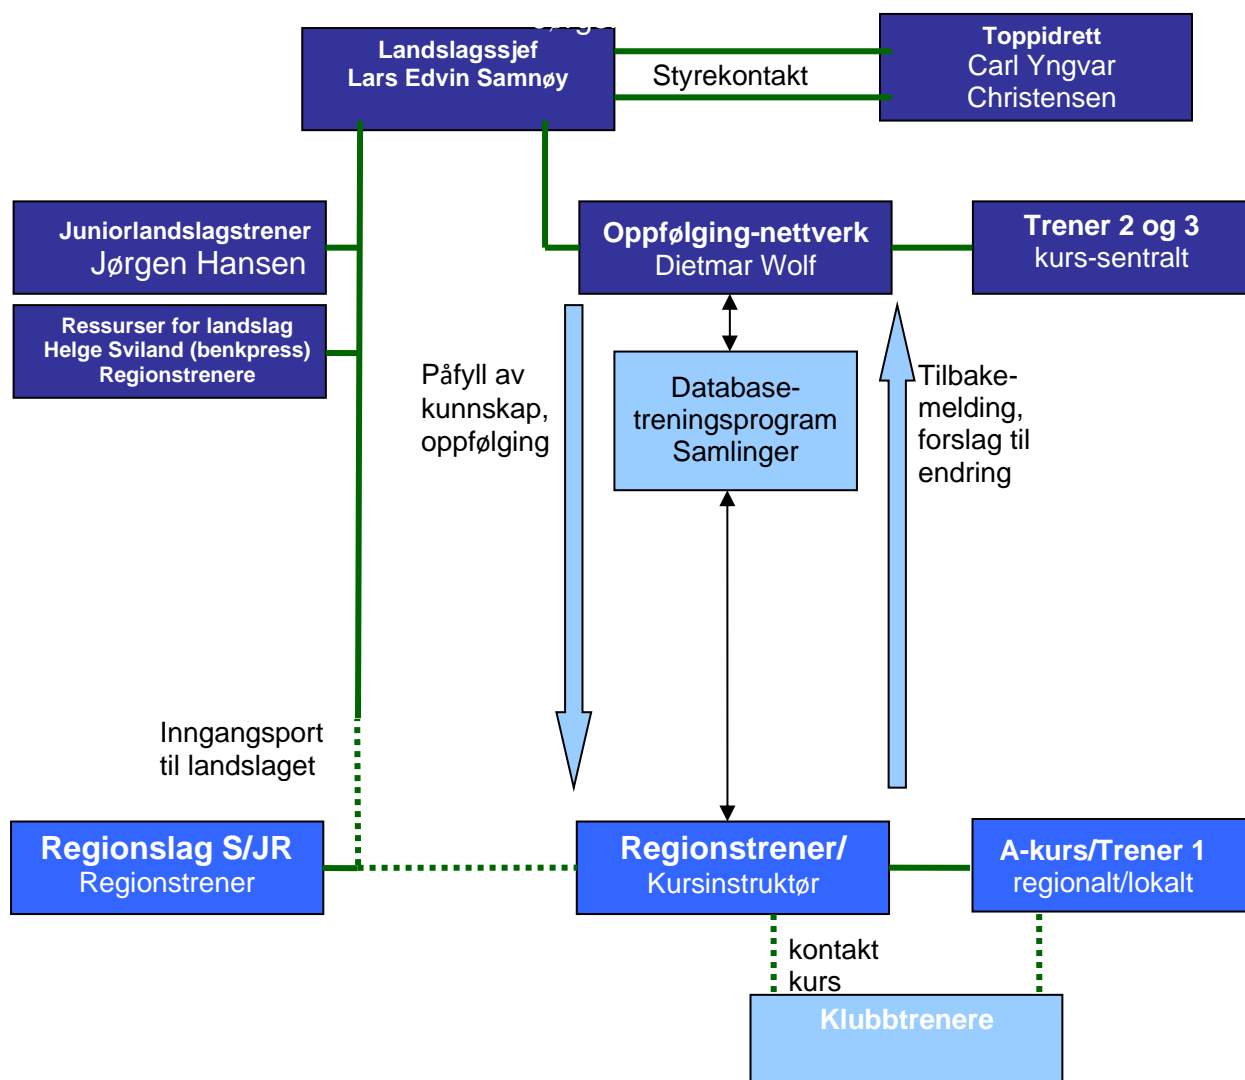 Landslagssjef
Lars Edvin Samnøy
Styrekontakt
Toppidrett
Carl Yngvar
Christensen
Juniorlandslagstrener
Jørgen Hansen
Oppfølging-nettverk
Dietmar Wolf
Trener 2 og 3
kurs-sentralt
Ressurser for landslag
Helge Sviland (benkpress)
Regionstrenere
Påfyll av
kunnskap,
oppfølging
Database-
treningsprogram
Samlinger
Tilbake-
melding,
forslag til
endring
Inngangsport
til landslaget
Regionslag S/JR
Regionstrener
Regionstrener/
Kursinstruktør
A-kurs/Trener 1
regionalt/lokalt
kontakt
kurs
Klubbtrenere